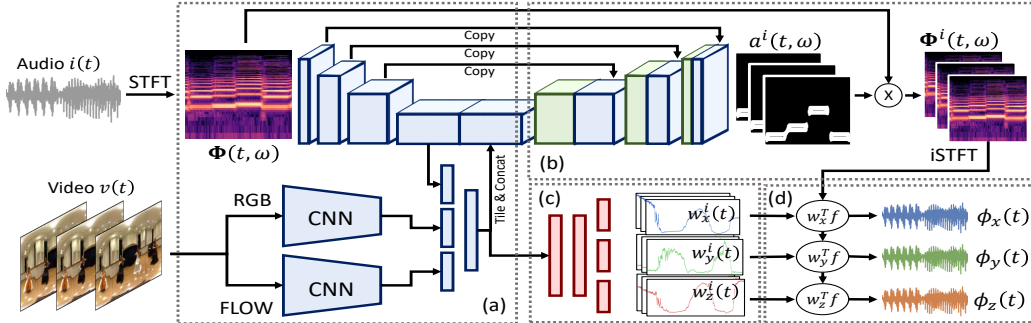 Audio i(t)
STFT
Φ(t, ω)
Copy
Copy
Copy
a^i(t, ω)
Φ^i(t, ω)
x
iSTFT
(b)
Video v(t)
RGB
CNN
FLOW
CNN
Tile & Concat
(a)
(c)
w_x^i(t)
w_y^i(t)
w_z^i(t)
(d)
w_x^T f
w_y^T f
w_z^T f
ϕ_x(t)
ϕ_y(t)
ϕ_z(t)